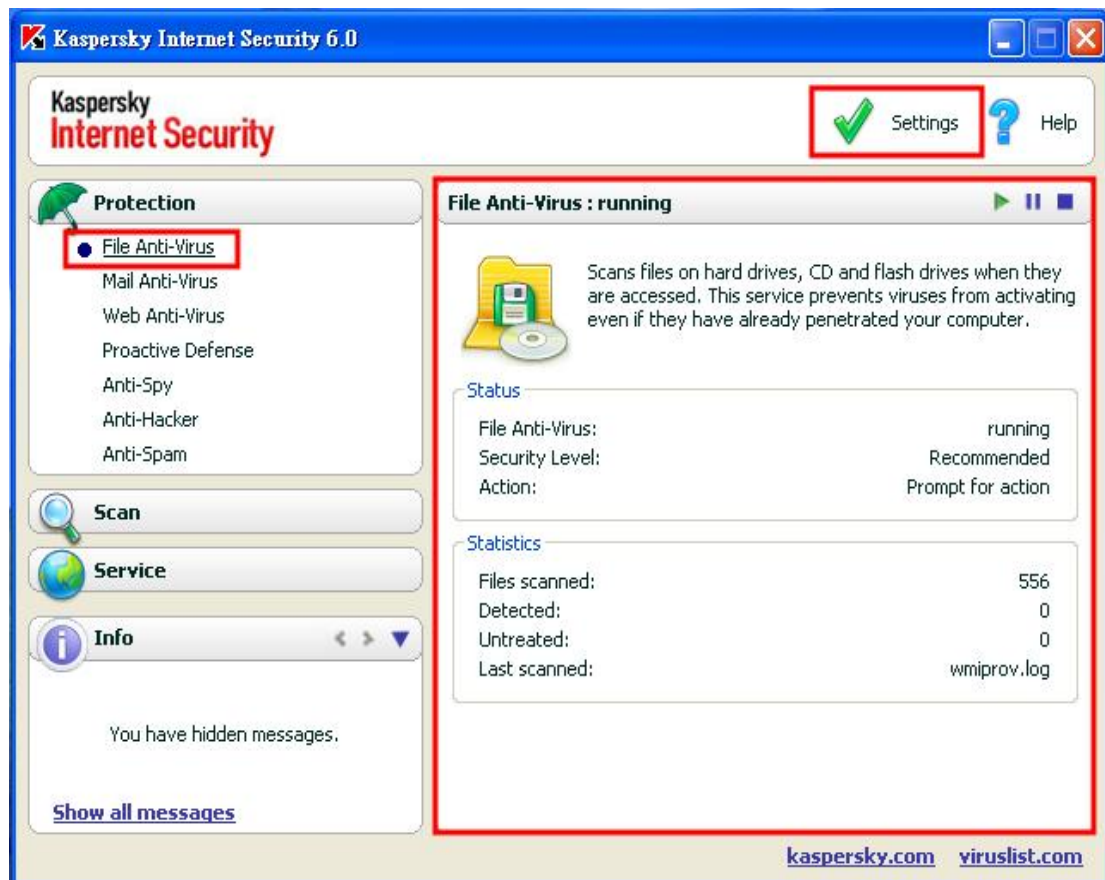 Kaspersky Internet Security 6.0
Kaspersky
Internet Security
Settings
Help
Protection
File Anti-Virus
Mail Anti-Virus
Web Anti-Virus
Proactive Defense
Anti-Spy
Anti-Hacker
Anti-Spam
Scan
Service
Info
You have hidden messages.
Show all messages
File Anti-Virus : running
Scans files on hard drives, CD and flash drives when they
are accessed. This service prevents viruses from activating
even if they have already penetrated your computer.
Status
File Anti-Virus: running
Security Level: Recommended
Action: Prompt for action
Statistics
Files scanned: 556
Detected: 0
Untreated: 0
Last scanned: wmiprov.log
kaspersky.com viruslist.com